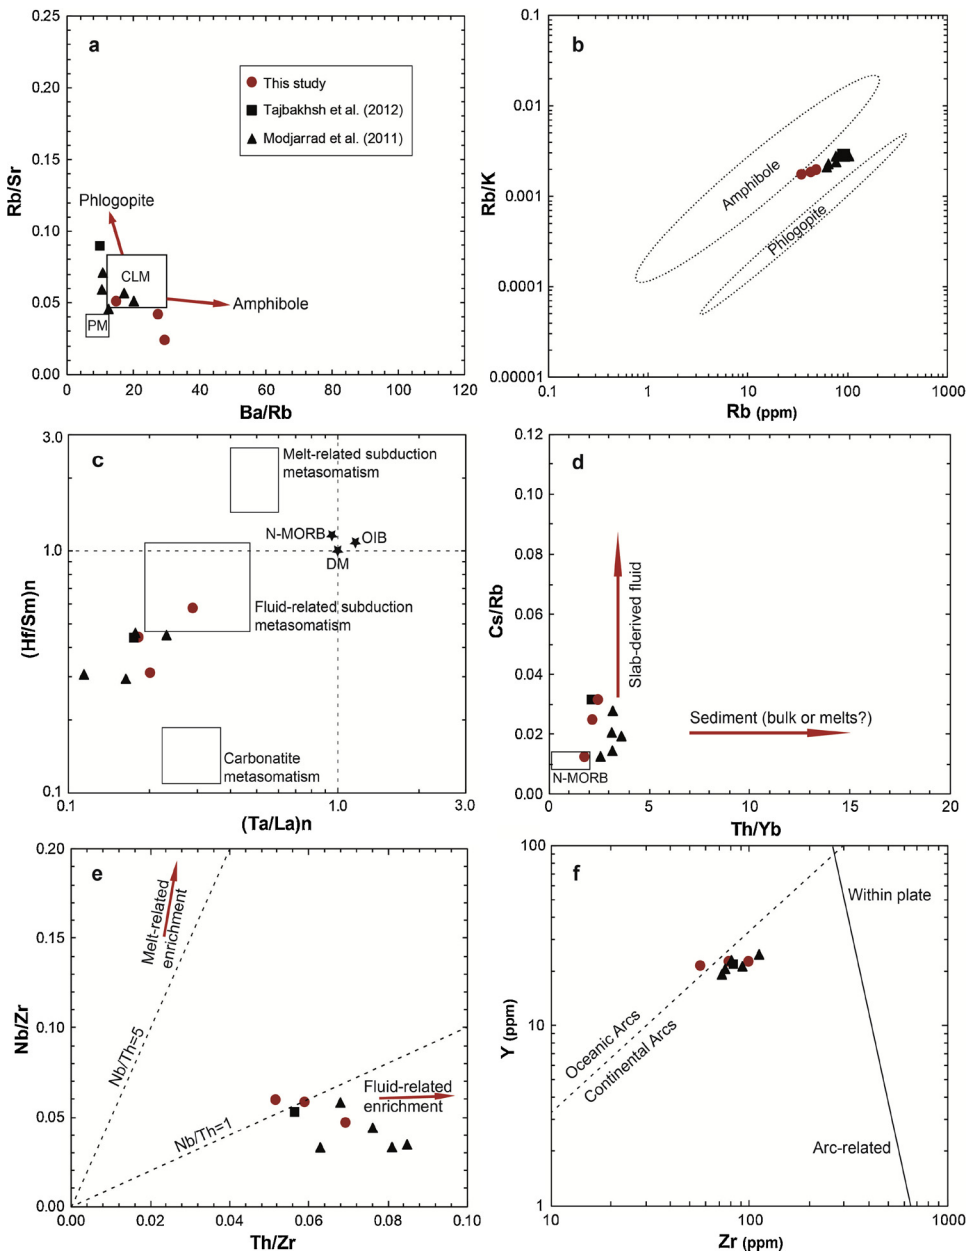 a
This study
Tajbakhsh et al. (2012)
Modjarrad et al. (2011)
Phlogopite
CLM
Amphibole
PM
0.25
0.20
0.15
0.10
0.05
0.00
Rb/Sr
0 20 40 60 80 100 120
Ba/Rb
b
Amphibole
Phlogopite
0.1
0.01
0.001
0.0001
0.00001
Rb/K
0.1 1 10 100 1000
Rb (ppm)
c
Melt-related subduction
metasomatism
N-MORB
OIB
DM
Fluid-related subduction
metasomatism
Carbonatite
metasomatism
3.0
1.0
0.1
(Hf/Sm)n
0.1 1.0 3.0
(Ta/La)n
d
Slab-derived fluid
Sediment (bulk or melts?)
N-MORB
0.12
0.10
0.08
0.06
0.04
0.02
0.00
Cs/Rb
0 5 10 15 20
Th/Yb
e
Melt-related
enrichment
Nb/Th=5
Nb/Th=1
Fluid-related
enrichment
0.20
0.15
0.10
0.05
0.00
Nb/Zr
0.00 0.02 0.04 0.06 0.08 0.10
Th/Zr
f
Within plate
Oceanic Arcs
Continental Arcs
Arc-related
100
10
1
Y (ppm)
10 100 1000
Zr (ppm)